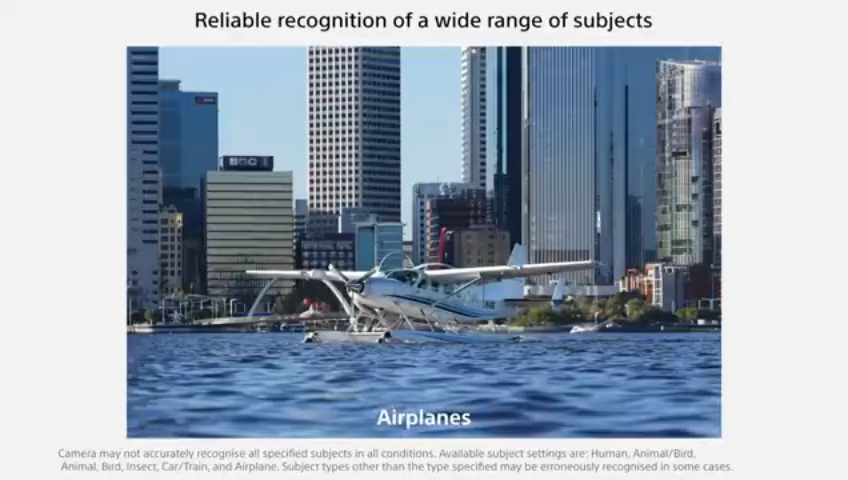 Reliable recognition of a wide range of subjects
Airplanes
Camera may not accurately recognise all specified subjects in all conditions. Available subject settings are: Human, Animal/Bird,
Animal, Bird, Insect, Car/Train, and Airplane. Subject types other than the type specified may be erroneously recognised in some cases.